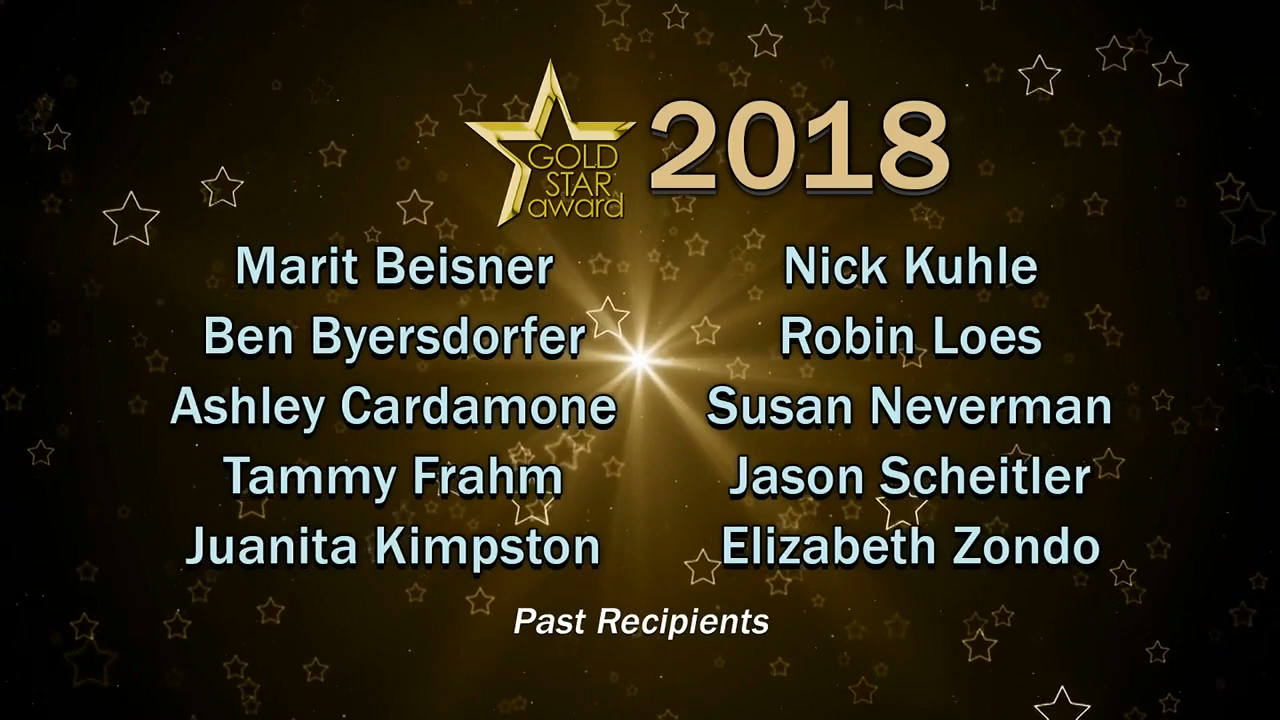 GOLD
STAR
award
2018
Marit Beisner
Ben Byersdorfer
Ashley Cardamone
Tammy Frahm
Juanita Kimpston
Nick Kuhle
Robin Loes
Susan Neverman
Jason Scheitler
Elizabeth Zondo
Past Recipients